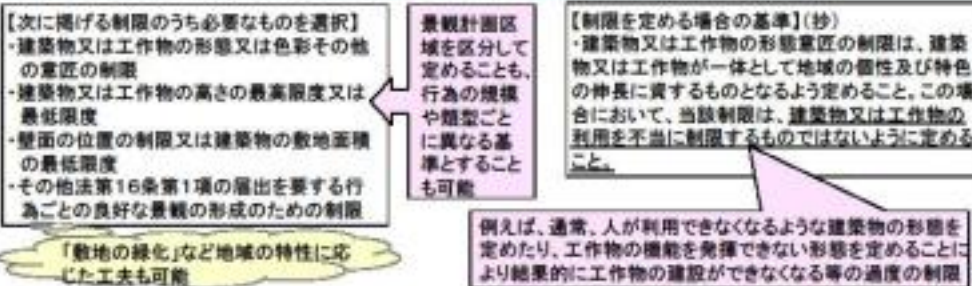 【次に掲げる制限のうち必要なものを選択】
・建築物又は工作物の形態又は色彩その他
の意匠の制限
・建築物又は工作物の高さの最高限度又は
最低限度
・壁面の位置の制限又は建築物の敷地面積
の最低限度
・その他法第16条第1項の届出を要する行
為ごとの良好な景観の形成のための制限
「敷地の緑化」など地域の特性に応
じた工夫も可能
景観計画区
域を区分して
定めることも、
行為の規模
や類型ごと
に異なる基
準とすること
も可能
【制限を定める場合の基準】(抄)
・建築物又は工作物の形態意匠の制限は、建築
物又は工作物が一体として地域の個性及び特色
の伸長に資するものとなるよう定めること。この場
合において、当該制限は、建築物又は工作物の
利用を不当に制限するものではないように定める
こと。
例えば、通常、人が利用できなくなるような建築物の形態を
定めたり、工作物の機能を発揮できない形態を定めることに
より結果的に工作物の建設ができなくなる等の過度の制限